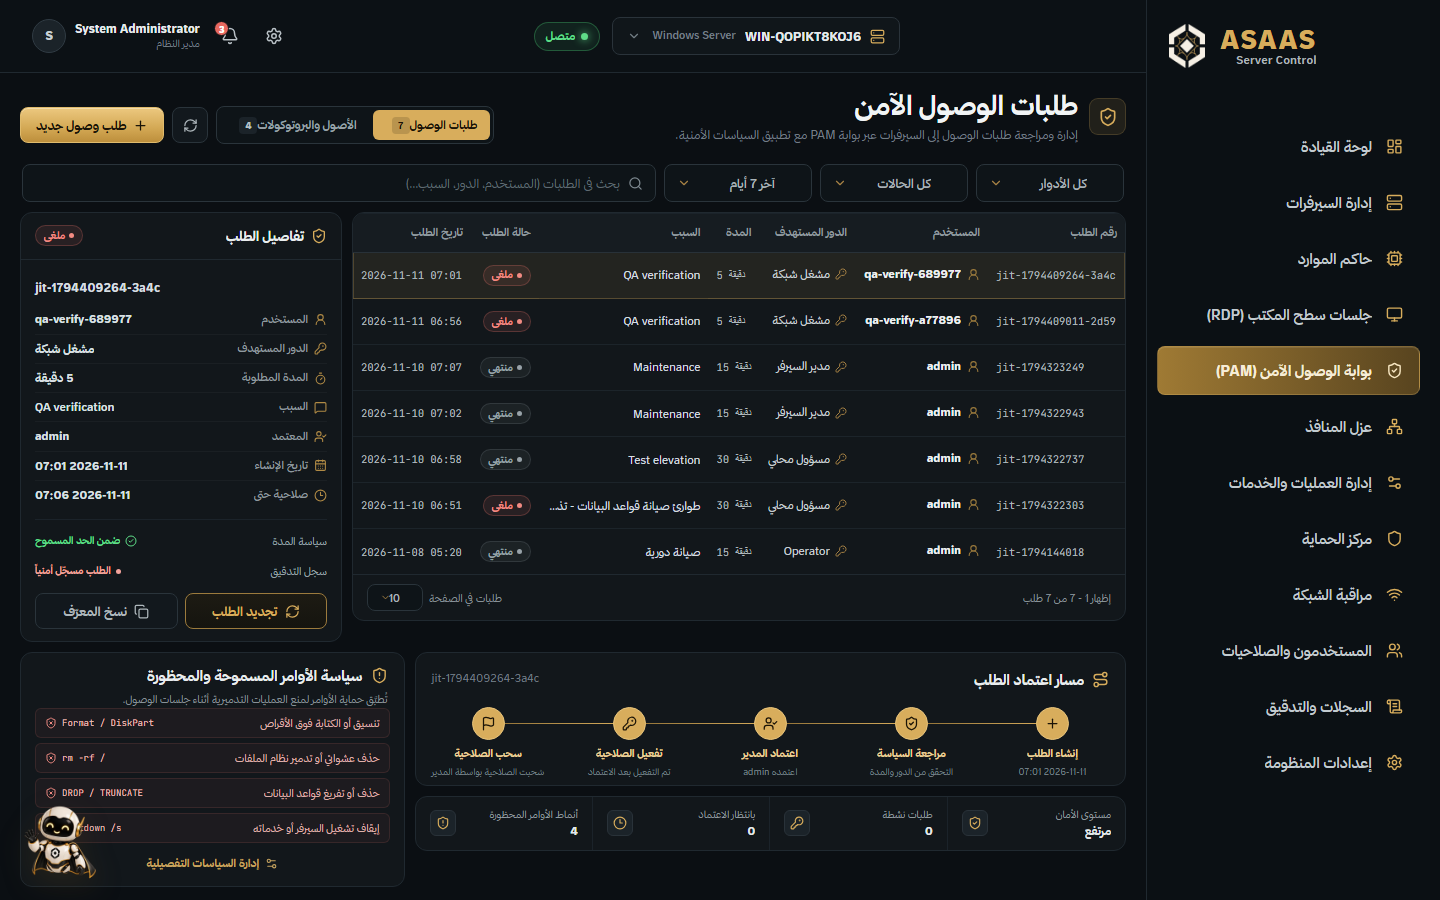 ASAAS
Server Control
لوحة القيادة
إدارة السيرفرات
حاكم الموارد
جلسات سطح المكتب (RDP)
بوابة الوصول الآمن (PAM)
عزل المنافذ
إدارة العمليات والخدمات
مركز الحماية
مراقبة الشبكة
المستخدمون والصلاحيات
السجلات والتدقيق
إعدادات المنظومة
WIN-QOPIKT8KOJ6 Windows Server
متصل
3
System Administrator
مدير النظام
S
طلبات الوصول الآمن
إدارة ومراجعة طلبات الوصول إلى السيرفرات عبر بوابة PAM مع تطبيق السياسات الأمنية.
طلبات الوصول 7
الأصول والبروتوكولات 4
طلب وصول جديد
كل الأدوار
كل الحالات
آخر 7 أيام
بحث في الطلبات (المستخدم، الدور، السبب...)
رقم الطلب المستخدم الدور المستهدف المدة السبب حالة الطلب تاريخ الطلب
jit-1794409264-3a4c qa-verify-689977 مشغل شبكة 5 دقيقة QA verification ملغى 2026-11-11 07:01
jit-1794409011-2d59 qa-verify-a77896 مشغل شبكة 5 دقيقة QA verification ملغى 2026-11-11 06:56
jit-1794323249 admin مدير السيرفر 15 دقيقة Maintenance منتهي 2026-11-10 07:07
jit-1794322943 admin مدير السيرفر 15 دقيقة Maintenance منتهي 2026-11-10 07:02
jit-1794322737 admin مسؤول محلي 30 دقيقة Test elevation منتهي 2026-11-10 06:58
jit-1794322303 admin مسؤول محلي 30 دقيقة طوارئ صيانة قواعد البيانات - تذ... ملغى 2026-11-10 06:51
jit-1794144018 admin Operator 15 دقيقة صيانة دورية منتهي 2026-11-08 05:20
إظهار 1 - 7 من 7 طلب
طلبات في الصفحة 10
تفاصيل الطلب ملغى
jit-1794409264-3a4c
المستخدم qa-verify-689977
الدور المستهدف مشغل شبكة
المدة المطلوبة 5 دقيقة
السبب QA verification
المعتمد admin
تاريخ الإنشاء 2026-11-11 07:01
صلاحية حتى 2026-11-11 07:06
سياسة المدة ضمن الحد المسموح
سجل التدقيق الطلب مسجّل أمنياً
تجديد الطلب
نسخ المعرّف
مسار اعتماد الطلب jit-1794409264-3a4c
إنشاء الطلب
2026-11-11 07:01
مراجعة السياسة
التحقق من الدور والمدة
اعتماد المدير
اعتمده admin
تفعيل الصلاحية
تم التفعيل بعد الاعتماد
سحب الصلاحية
سُحبت الصلاحية بواسطة المدير
مستوى الأمان
مرتفع
طلبات نشطة
0
بانتظار الاعتماد
0
أنماط الأوامر المحظورة
4
سياسة الأوامر المسموحة والمحظورة
تُطبّق حماية الأوامر لمنع العمليات التدميرية أثناء جلسات الوصول.
تنسيق أو الكتابة فوق الأقراص Format / DiskPart
حذف عشوائي أو تدمير نظام الملفات rm -rf /
حذف أو تفريغ قواعد البيانات DROP / TRUNCATE
إيقاف تشغيل السيرفر أو خدماته down /s
إدارة السياسات التفصيلية